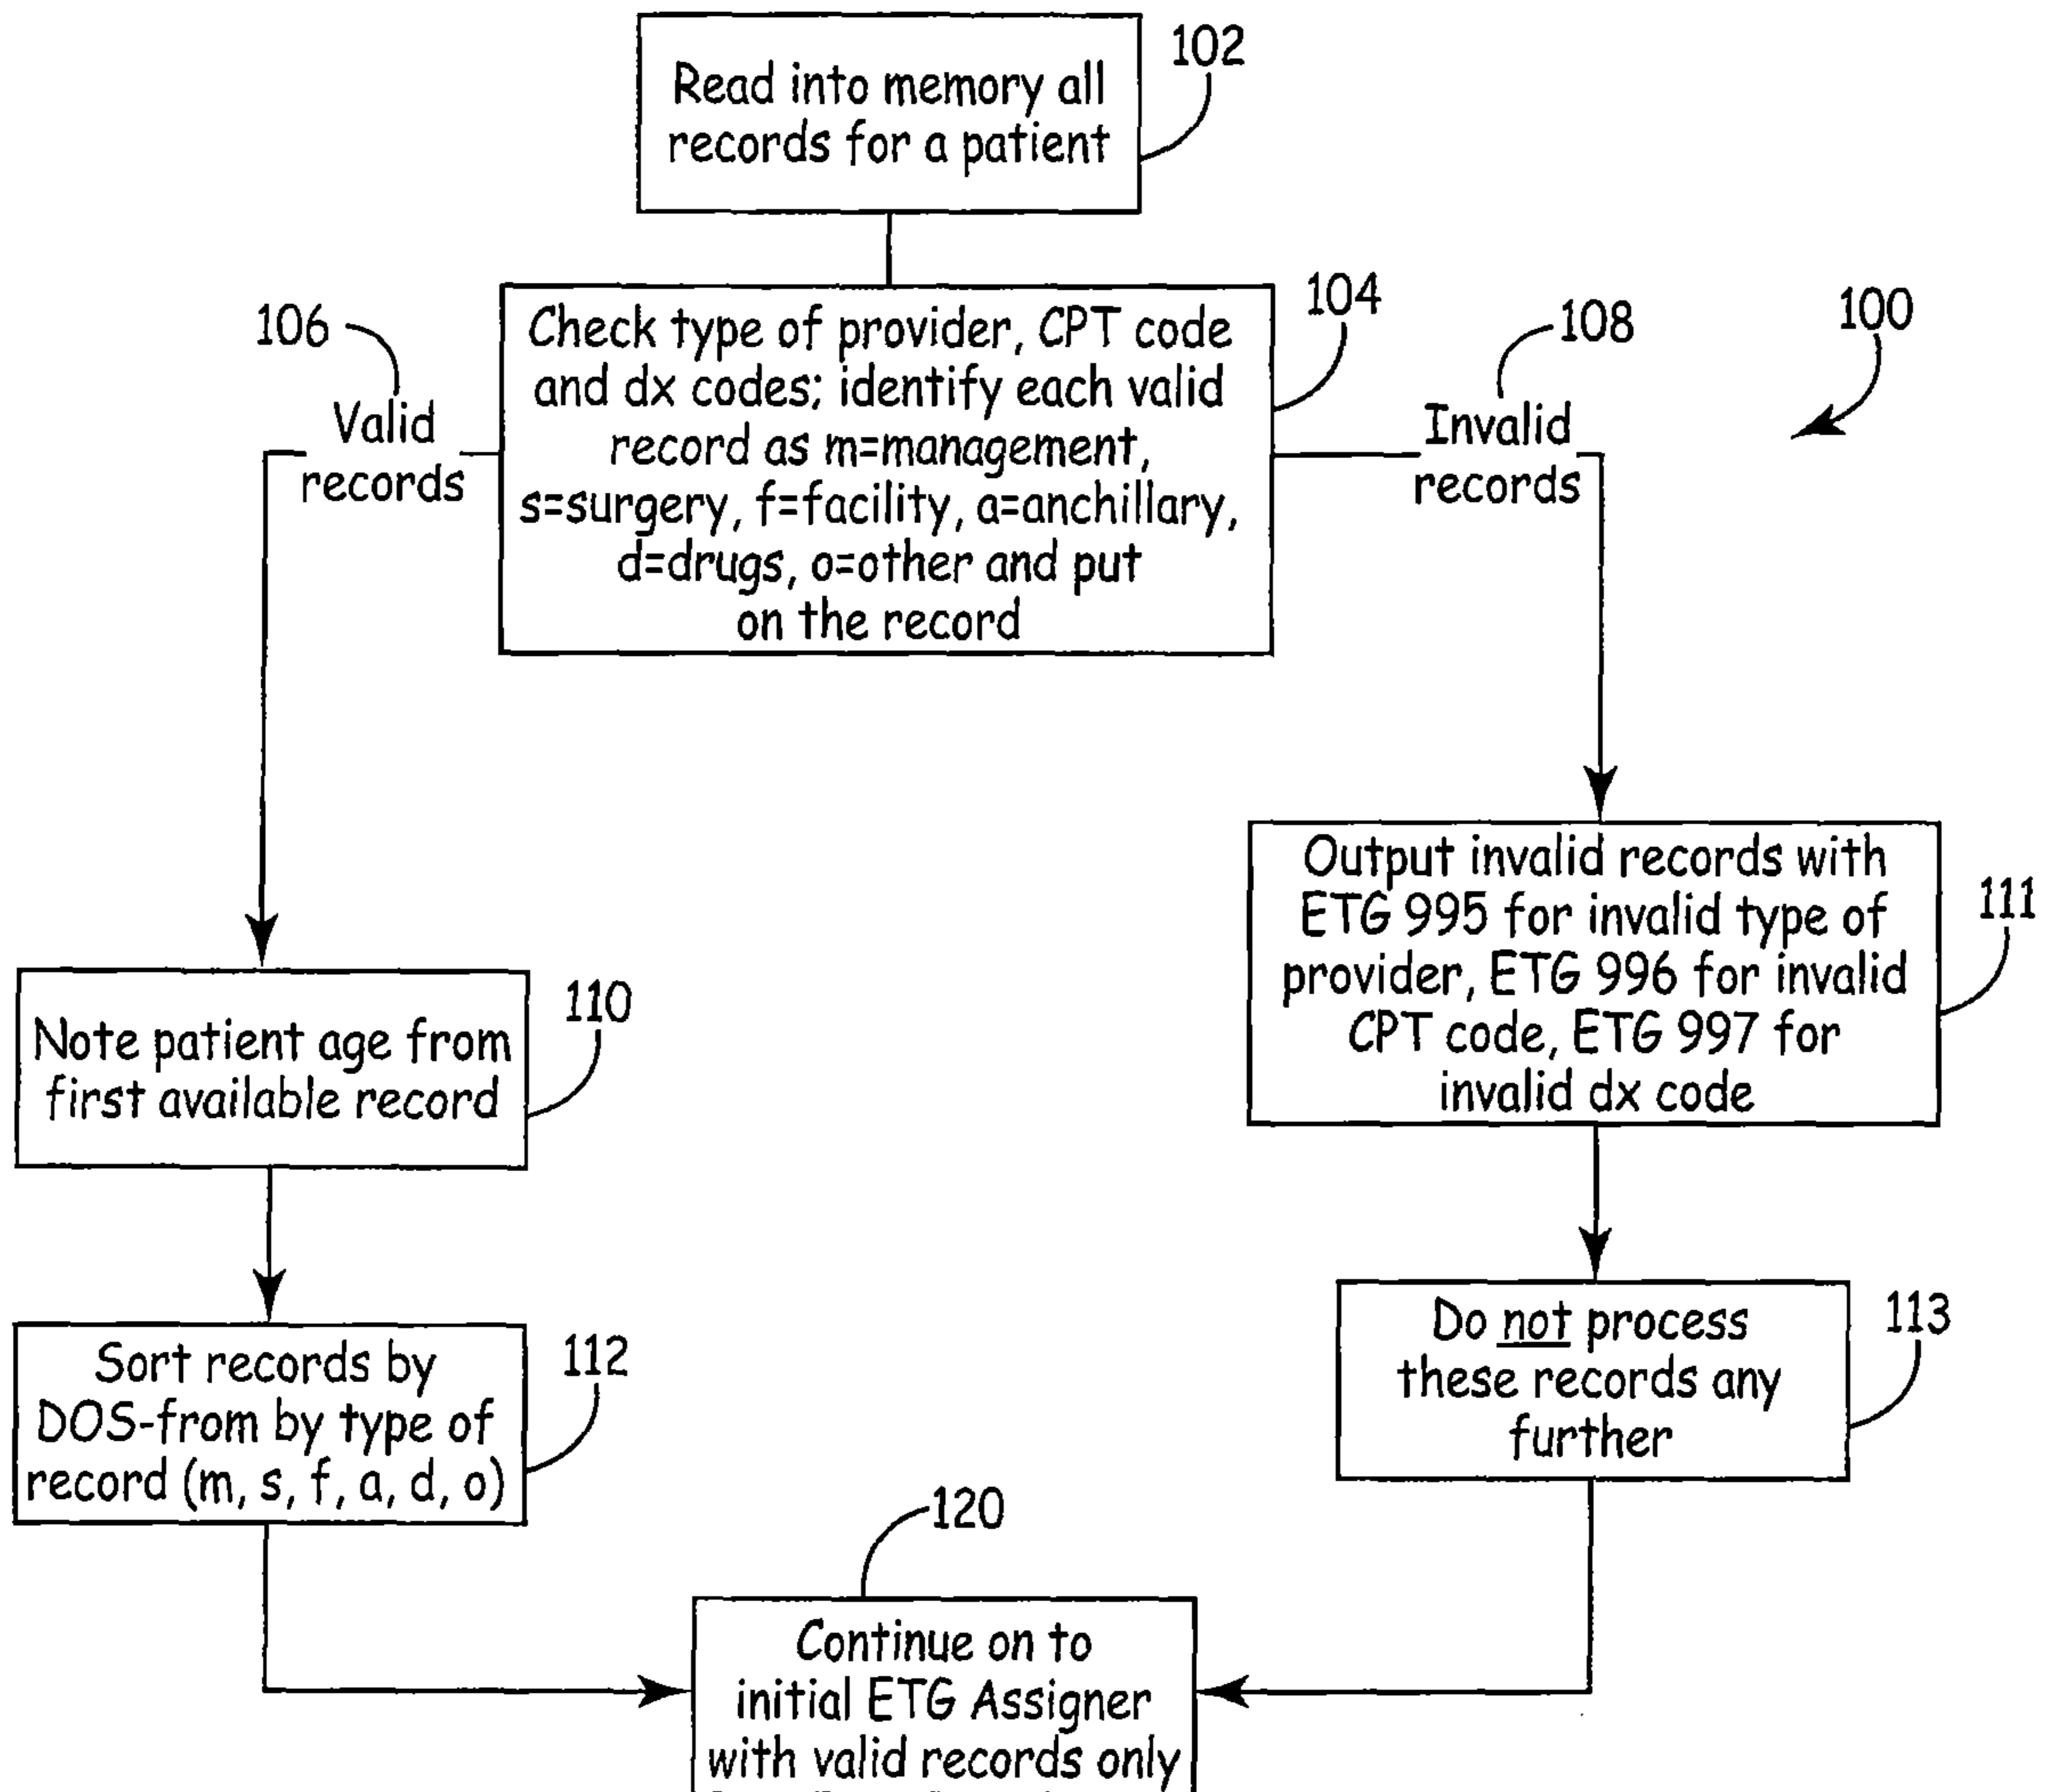 Read into memory all
records for a patient
102
Check type of provider, CPT code
and dx codes; identify each valid
record as m=management,
s=surgery, f=facility, a=anchillary,
d=drugs, o=other and put
on the record
104
106
Valid
records
108
Invalid
records
100
Output invalid records with
ETG 995 for invalid type of
provider, ETG 996 for invalid
CPT code, ETG 997 for
invalid dx code
111
Note patient age from
first available record
110
Do not process
these records any
further
113
Sort records by
DOS-from by type of
record (m, s, f, a, d, o)
112
120
Continue on to
initial ETG Assigner
with valid records only